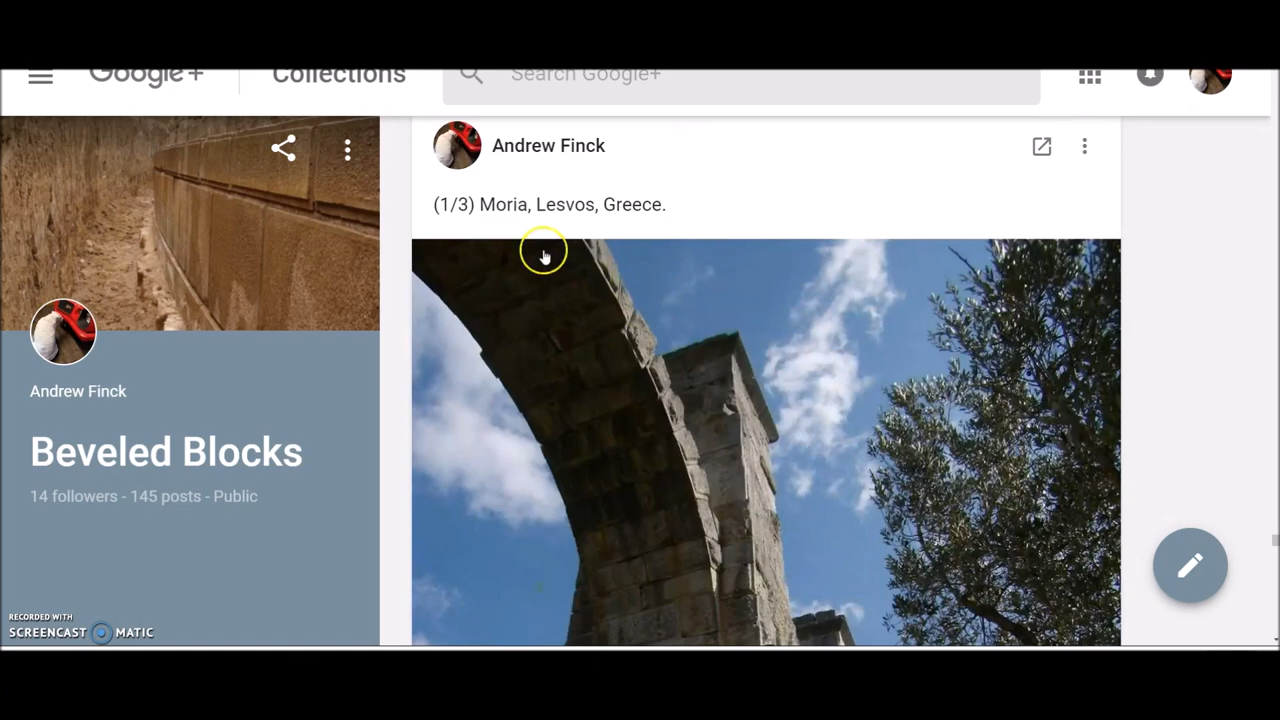 Google+
Collections
Search Google+
Andrew Finck
(1/3) Moria, Lesvos, Greece.
Andrew Finck
Beveled Blocks
14 followers - 145 posts - Public
RECORDED WITH
SCREENCAST MATIC